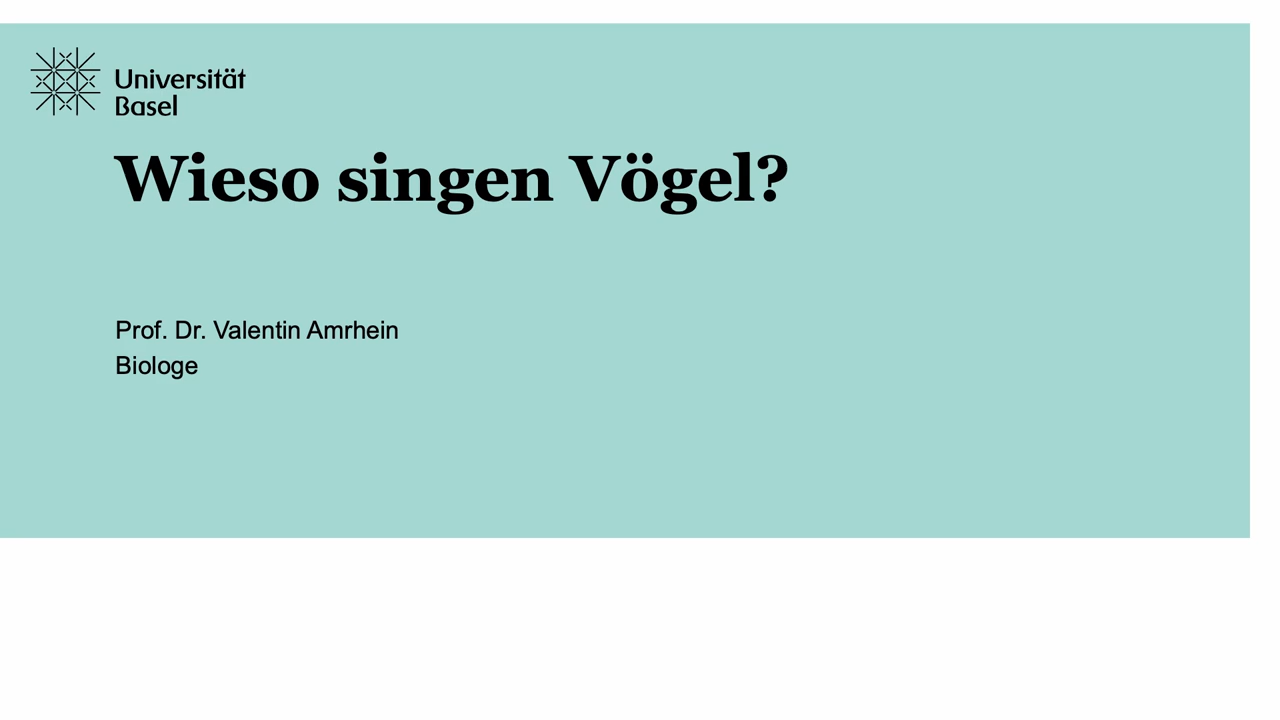 Universität
Basel
Wieso singen Vögel?
Prof. Dr. Valentin Amrhein
Biologe